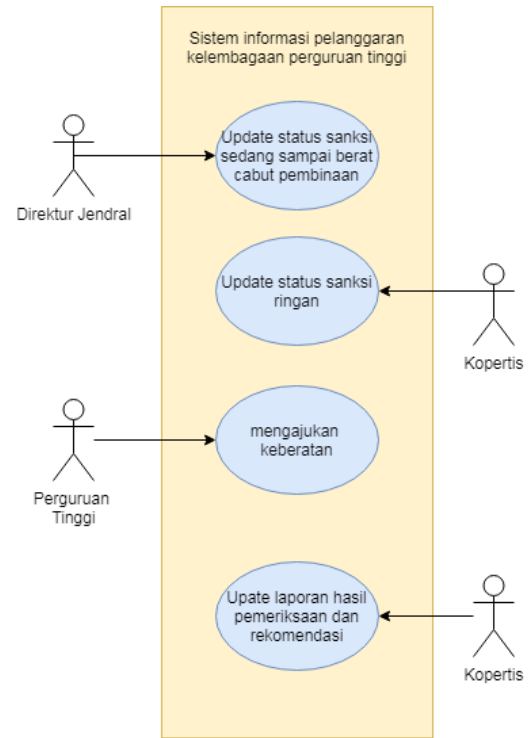 Sistem informasi pelanggaran
kelembagaan perguruan tinggi
Update status sanksi
sedang sampai berat
cabut pembinaan
Direktur Jendral
Update status sanksi
ringan
Kopertis
mengajukan
keberatan
Perguruan
Tinggi
Upate laporan hasil
pemeriksaan dan
rekomendasi
Kopertis